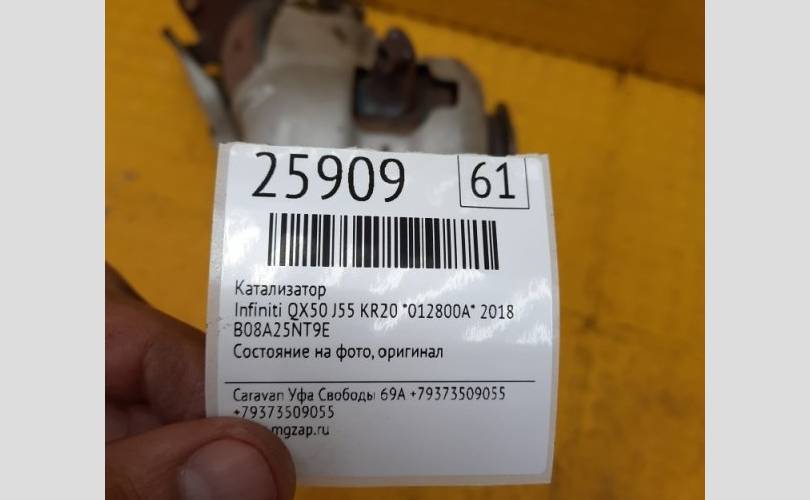 25909 61
Катализатор
Infiniti QX50 J55 KR20 *012800A* 2018
B08A25NT9E
Состояние на фото, оригинал
Caravan Уфа Свободы 69А +79373509055
+79373509055
mgzap.ru